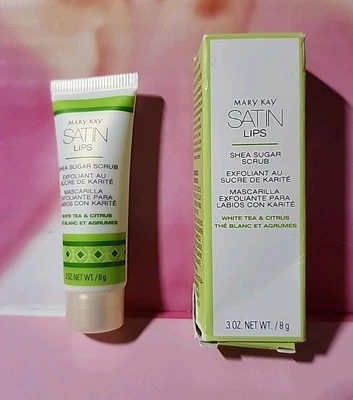 MARY KAY
SATIN
LIPS
SHEA SUGAR SCRUB
EXFOLIANT AU
SUCRE DE KARITÉ
MASCARILLA
EXFOLIANTE PARA
LABIOS CON KARITÉ
WHITE TEA & CITRUS
THÉ BLANC ET AGRUMES
.3 OZ. NET WT. / 8 g
MARY KAY
SATIN
LIPS
SHEA SUGAR
SCRUB
EXFOLIANT AU
SUCRE DE KARITÉ
MASCARILLA
EXFOLIANTE PARA
LABIOS CON KARITÉ
WHITE TEA & CITRUS
THÉ BLANC ET AGRUMES
.3 OZ. NET WT. / 8 g